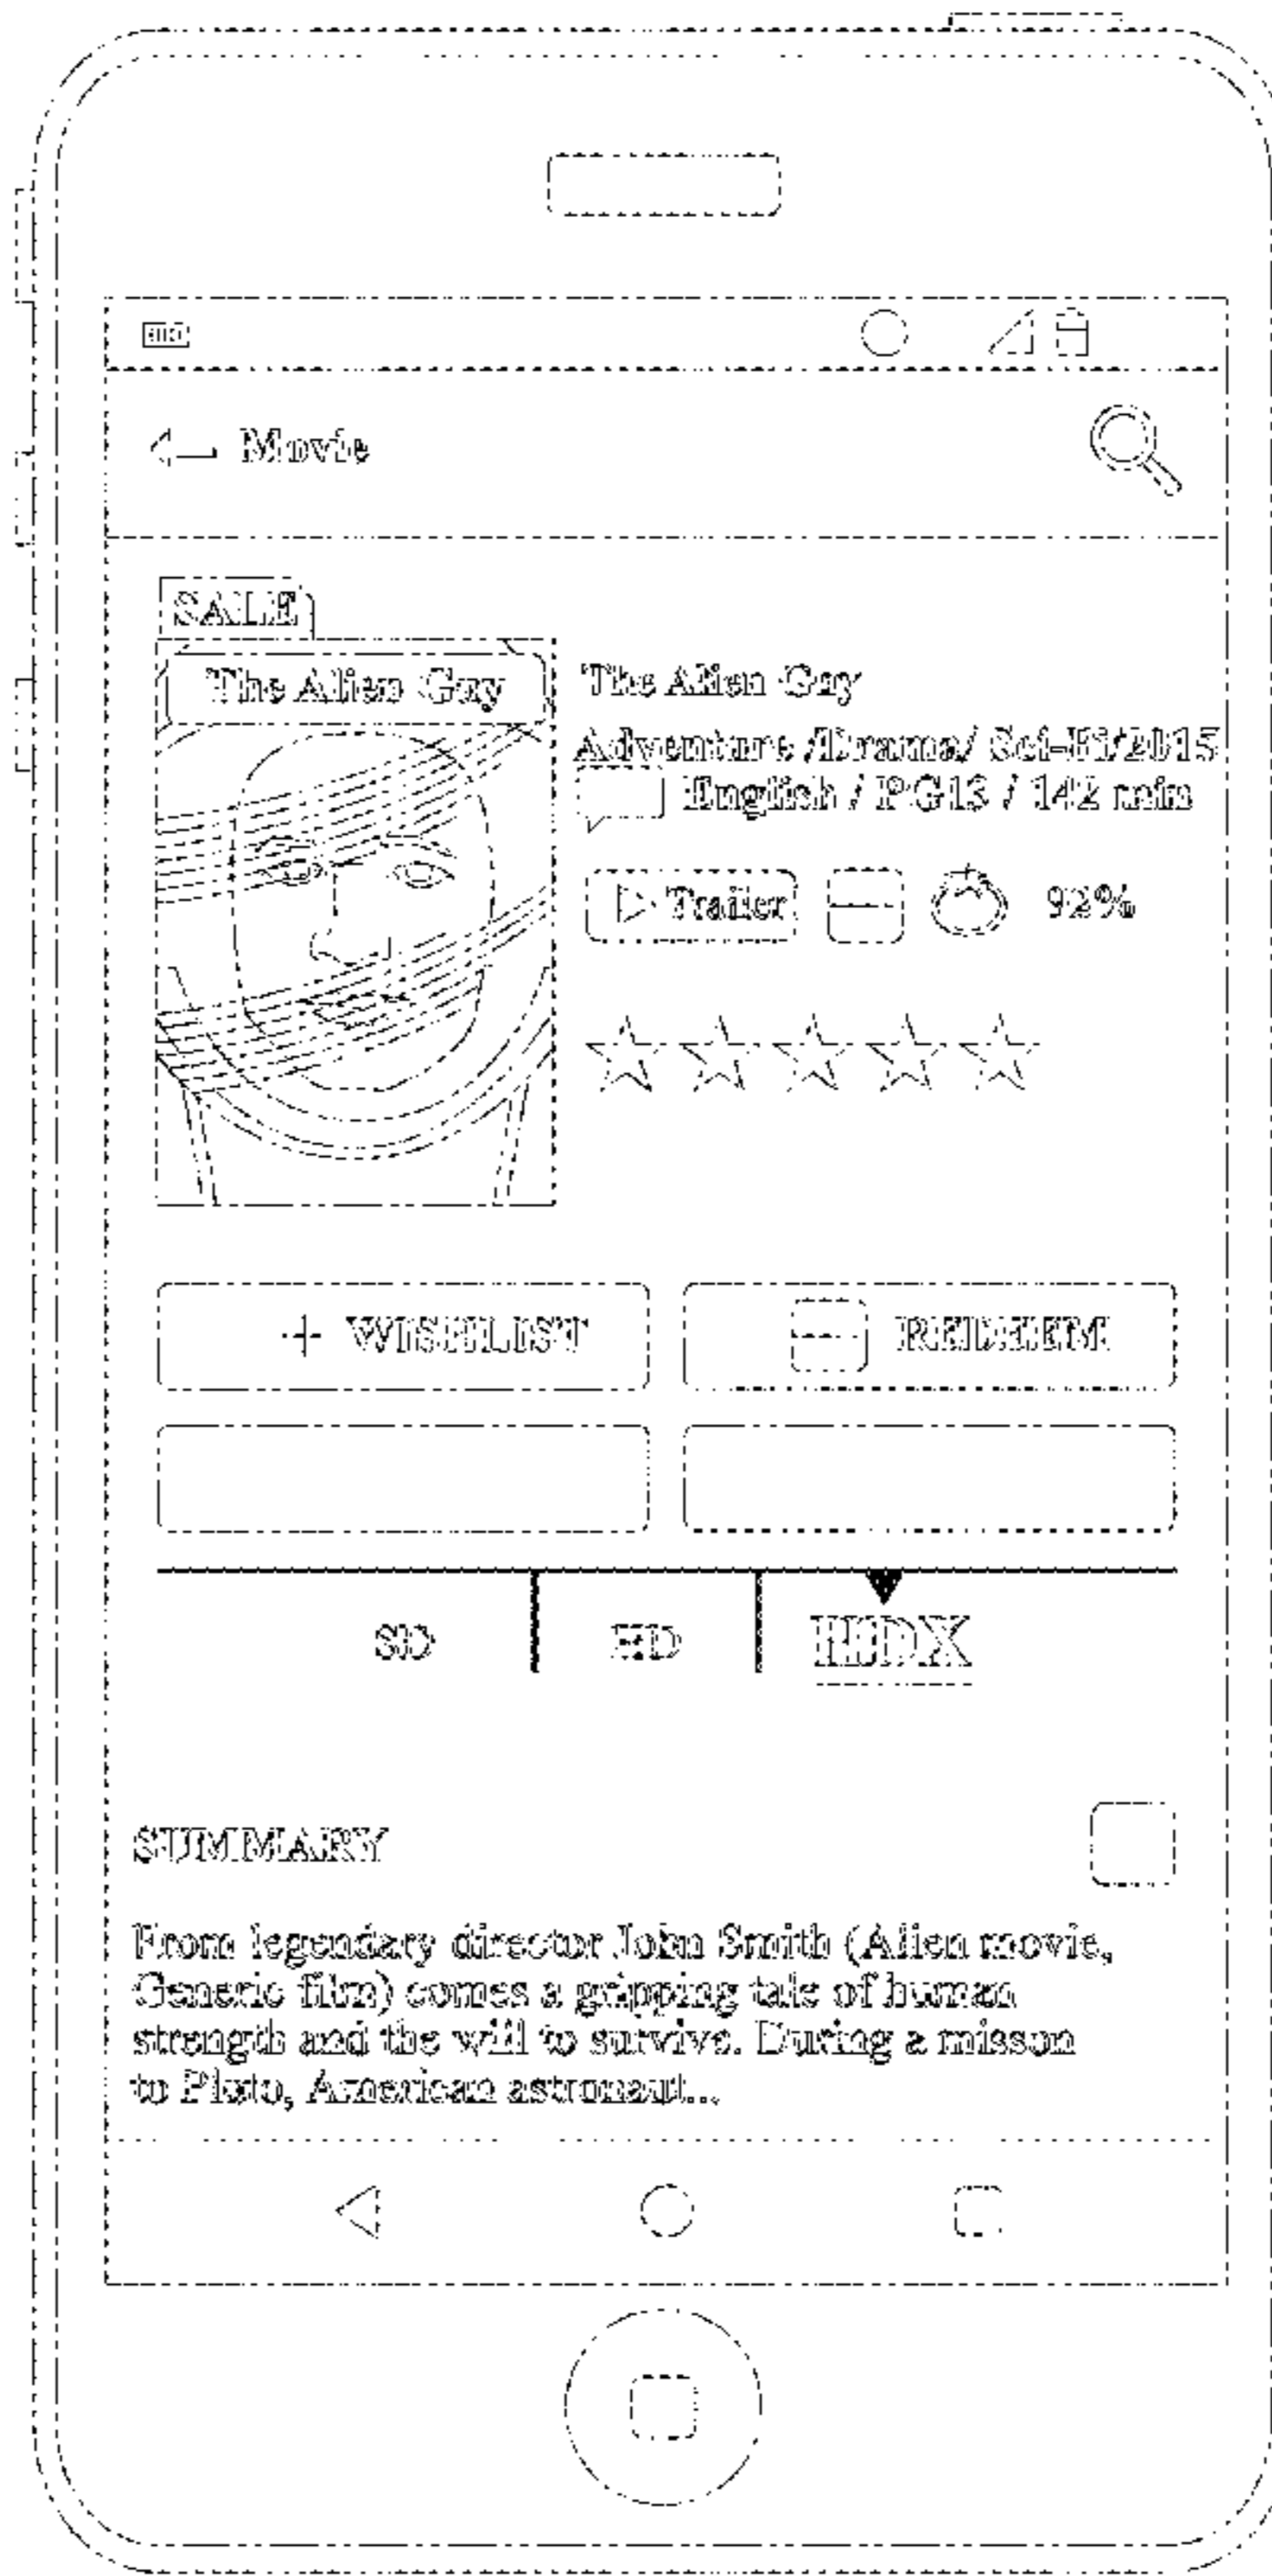 Movie
SALE
The Alien Guy
The Alien Guy
Adventure /Drama/ Sci-Fi/2015
English / PG13 / 142 min
Trailer 92%
+ WISHLIST
REDEEM
SD HD HDX
SUMMARY
From legendary director John Smith (Alien movie,
Generic film) comes a gripping tale of human
strength and the will to survive. During a misson
to Pluto, American astronaut...